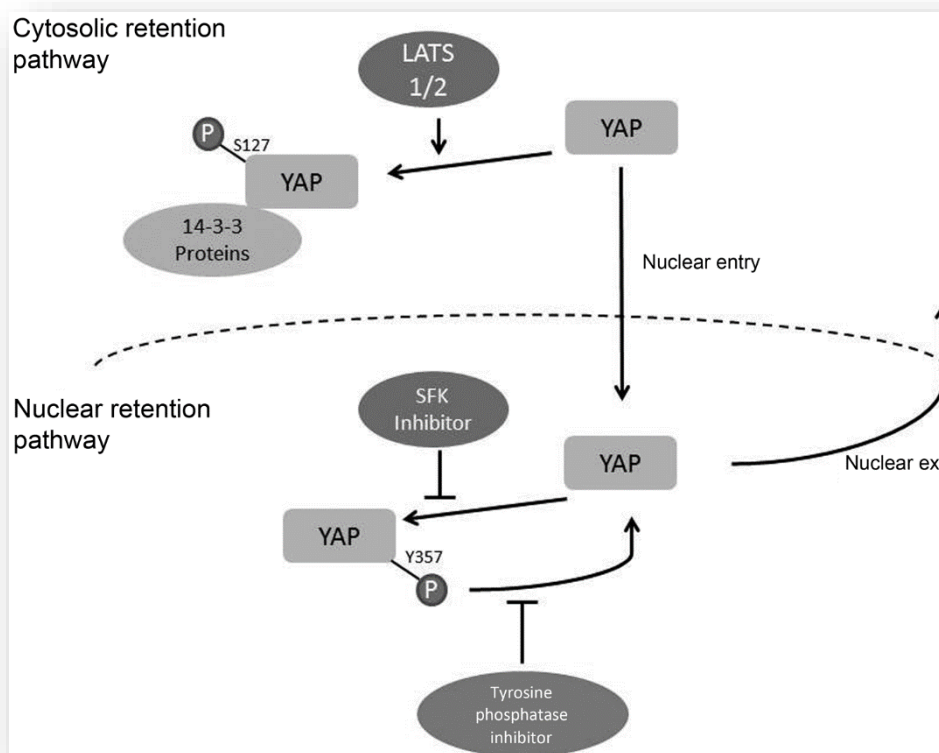 Cytosolic retention
pathway
LATS
1/2
YAP
P
S127
YAP
14-3-3
Proteins
Nuclear entry
Nuclear retention
pathway
SFK
Inhibitor
YAP
Nuclear ex
YAP
Y357
P
Tyrosine
phosphatase
inhibitor